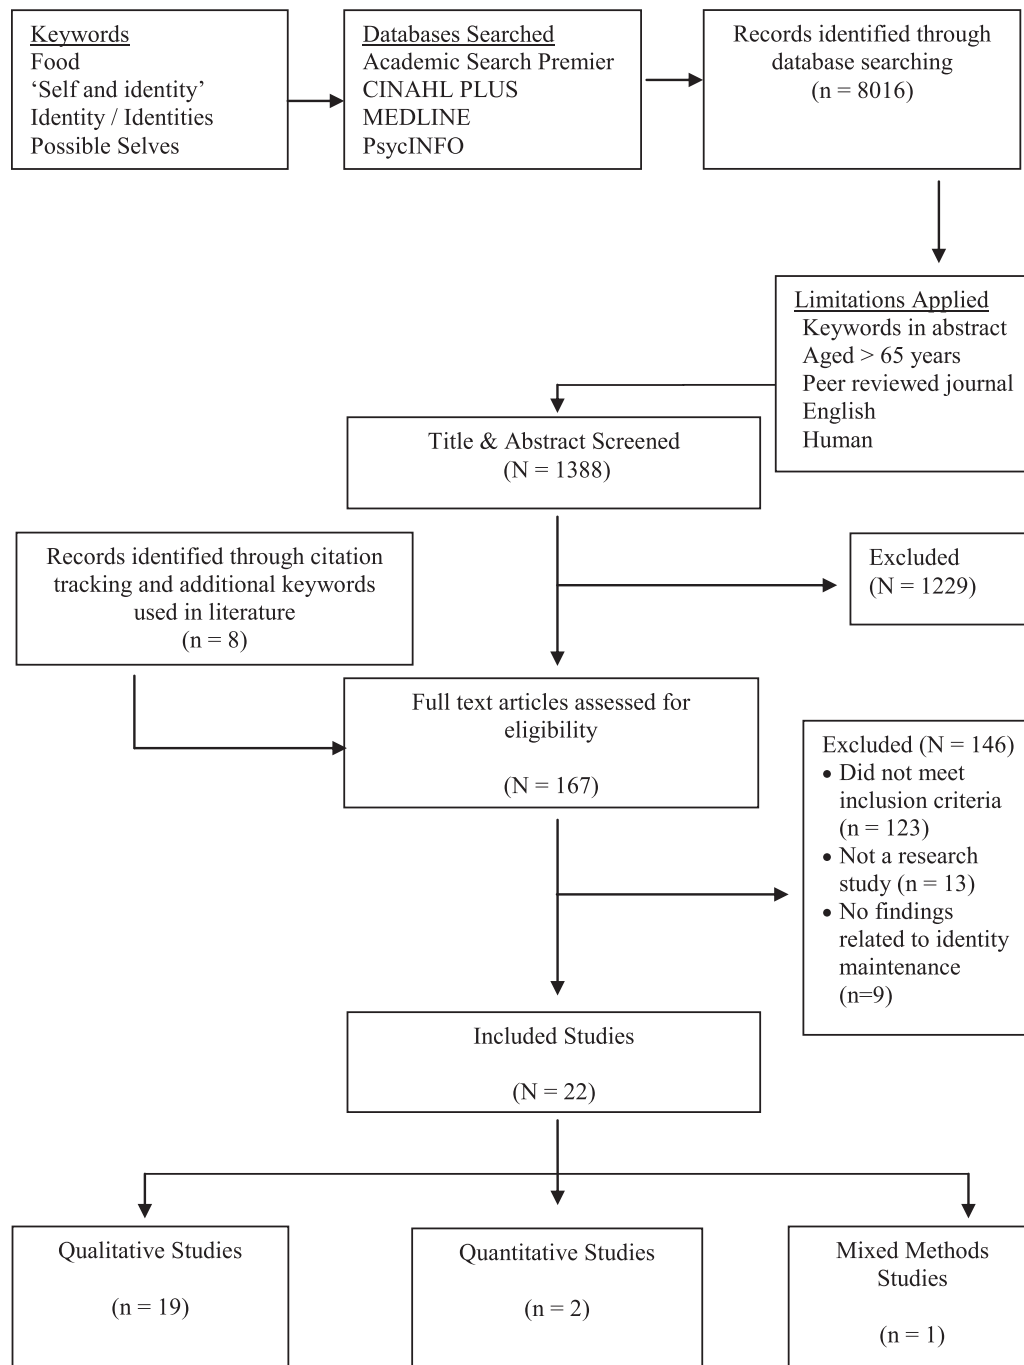 Keywords
Food
‘Self and identity’
Identity / Identities
Possible Selves
Databases Searched
Academic Search Premier
CINAHL PLUS
MEDLINE
PsycINFO
Records identified through
database searching
(n = 8016)
Limitations Applied
Keywords in abstract
Aged > 65 years
Peer reviewed journal
English
Human
Title & Abstract Screened
(N = 1388)
Excluded
(N = 1229)
Records identified through citation
tracking and additional keywords
used in literature
(n = 8)
Full text articles assessed for
eligibility
(N = 167)
Excluded (N = 146)
• Did not meet
inclusion criteria
(n = 123)
• Not a research
study (n = 13)
• No findings
related to identity
maintenance
(n=9)
Included Studies
(N = 22)
Qualitative Studies
(n = 19)
Quantitative Studies
(n = 2)
Mixed Methods
Studies
(n = 1)